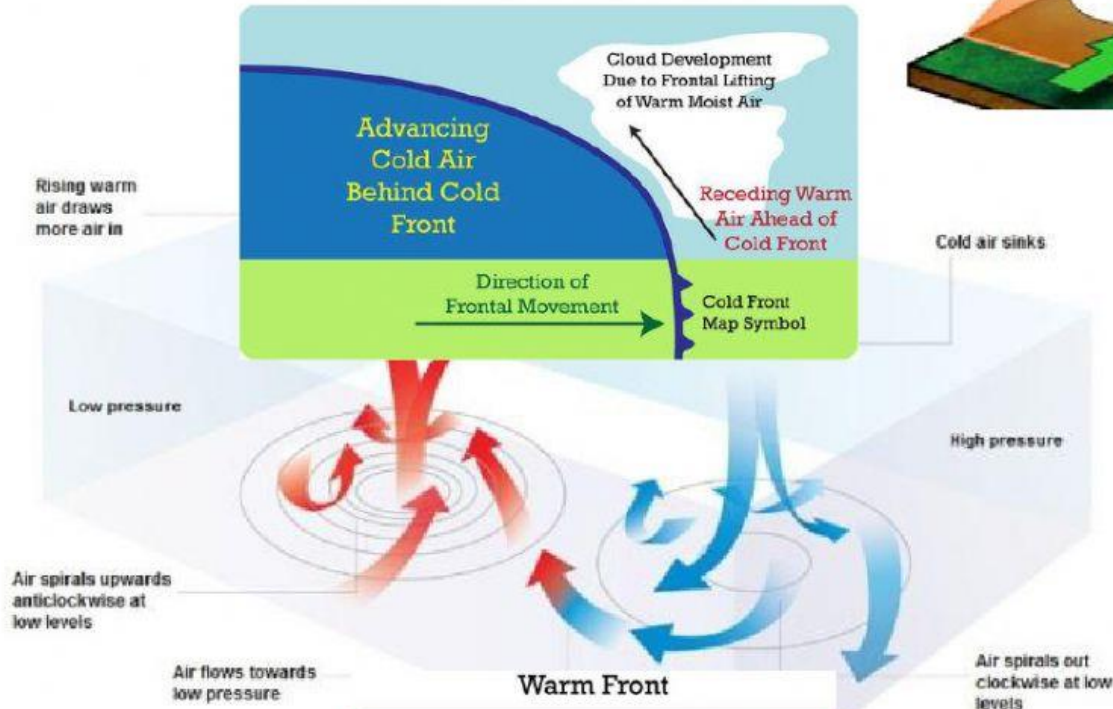 Cloud Development
Due to Frontal Lifting
of Warm Moist Air
Advancing
Cold Air
Behind Cold
Front
Receding Warm
Air Ahead of
Cold Front
Direction of
Frontal Movement
Cold Front
Map Symbol
Rising warm
air draws
more air in
Cold air sinks
Low pressure
High pressure
Air spirals upwards
anticlockwise at
low levels
Air flows towards
low pressure
Warm Front
Air spirals out
clockwise at low
levels